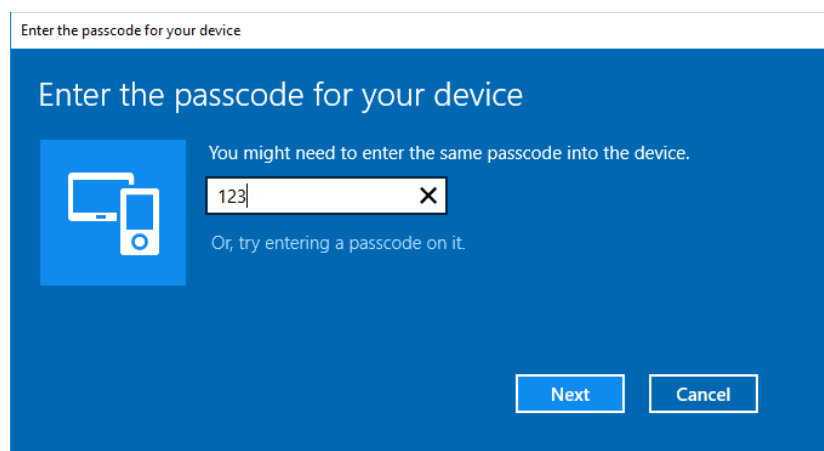 Enter the passcode for your device
Enter the passcode for your device
You might need to enter the same passcode into the device.
123
Or, try entering a passcode on it.
Next
Cancel